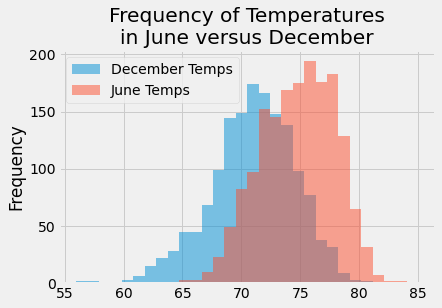 Frequency of Temperatures
in June versus December
December Temps
June Temps
Frequency
200
150
100
50
0
55 60 65 70 75 80 85